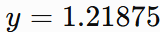 y = 1.21875